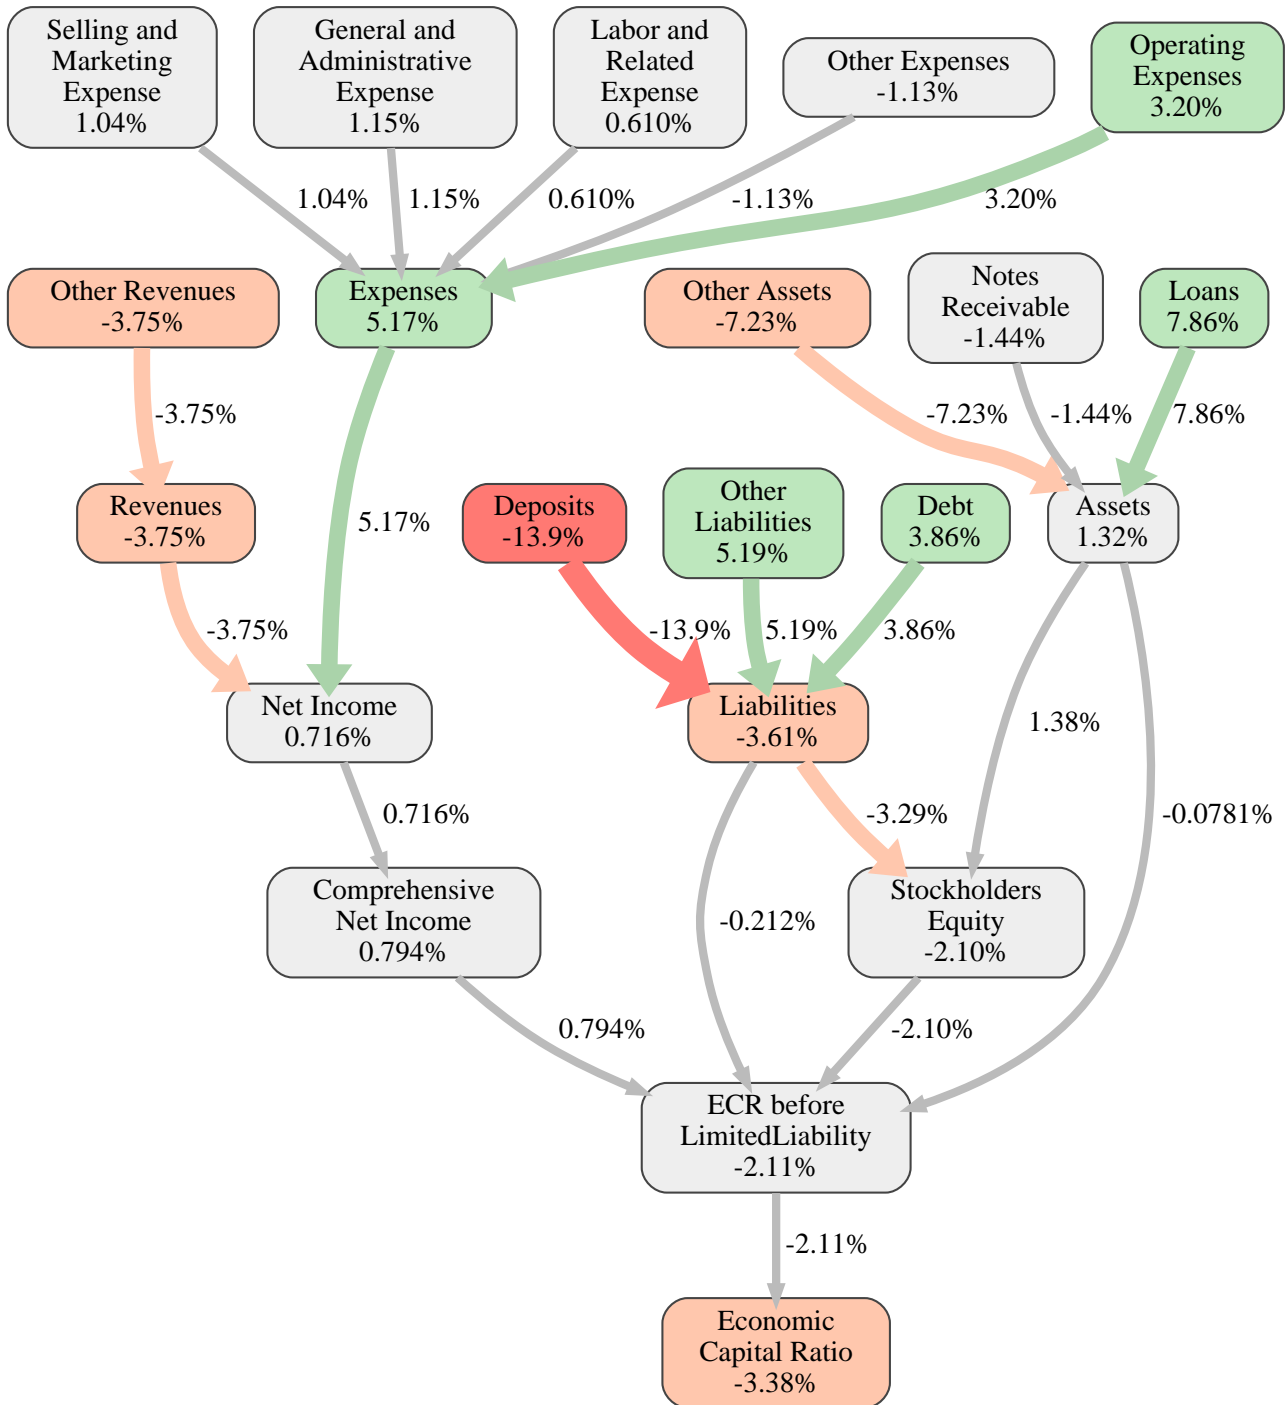 Selling and
Marketing
Expense
1.04%
General and
Administrative
Expense
1.15%
Labor and
Related
Expense
0.610%
Other Expenses
-1.13%
Operating
Expenses
3.20%
1.04%
1.15%
0.610%
-1.13%
3.20%
Other Revenues
-3.75%
Expenses
5.17%
Other Assets
-7.23%
Notes
Receivable
-1.44%
Loans
7.86%
-3.75%
-7.23%
-1.44%
7.86%
Revenues
-3.75%
5.17%
Deposits
-13.9%
Other
Liabilities
5.19%
Debt
3.86%
Assets
1.32%
-3.75%
-13.9%
5.19%
3.86%
Net Income
0.716%
Liabilities
-3.61%
1.38%
0.716%
-3.29%
-0.0781%
Comprehensive
Net Income
0.794%
-0.212%
Stockholders
Equity
-2.10%
0.794%
-2.10%
ECR before
LimitedLiability
-2.11%
-2.11%
Economic
Capital Ratio
-3.38%